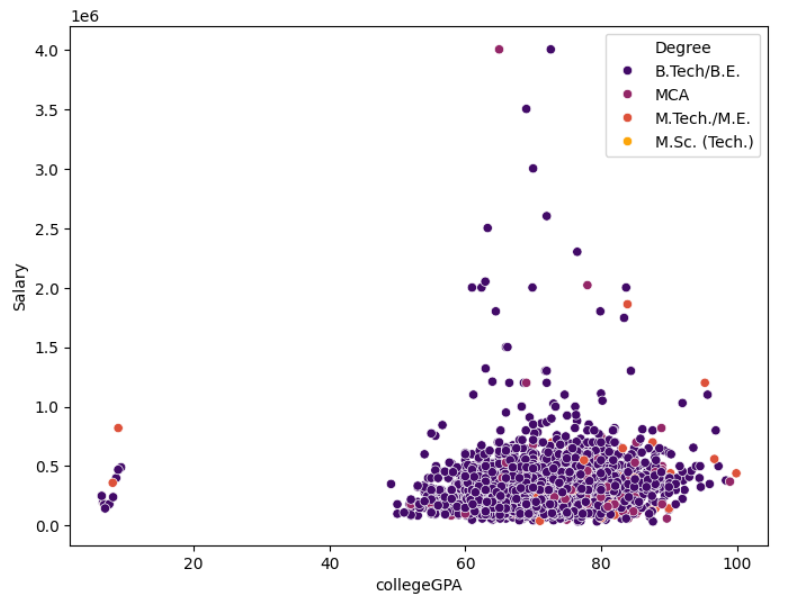 1e6
Degree
B.Tech/B.E.
MCA
M.Tech./M.E.
M.Sc. (Tech.)
4.0
3.5
3.0
2.5
2.0
1.5
1.0
0.5
0.0
Salary
20 40 60 80 100
collegeGPA